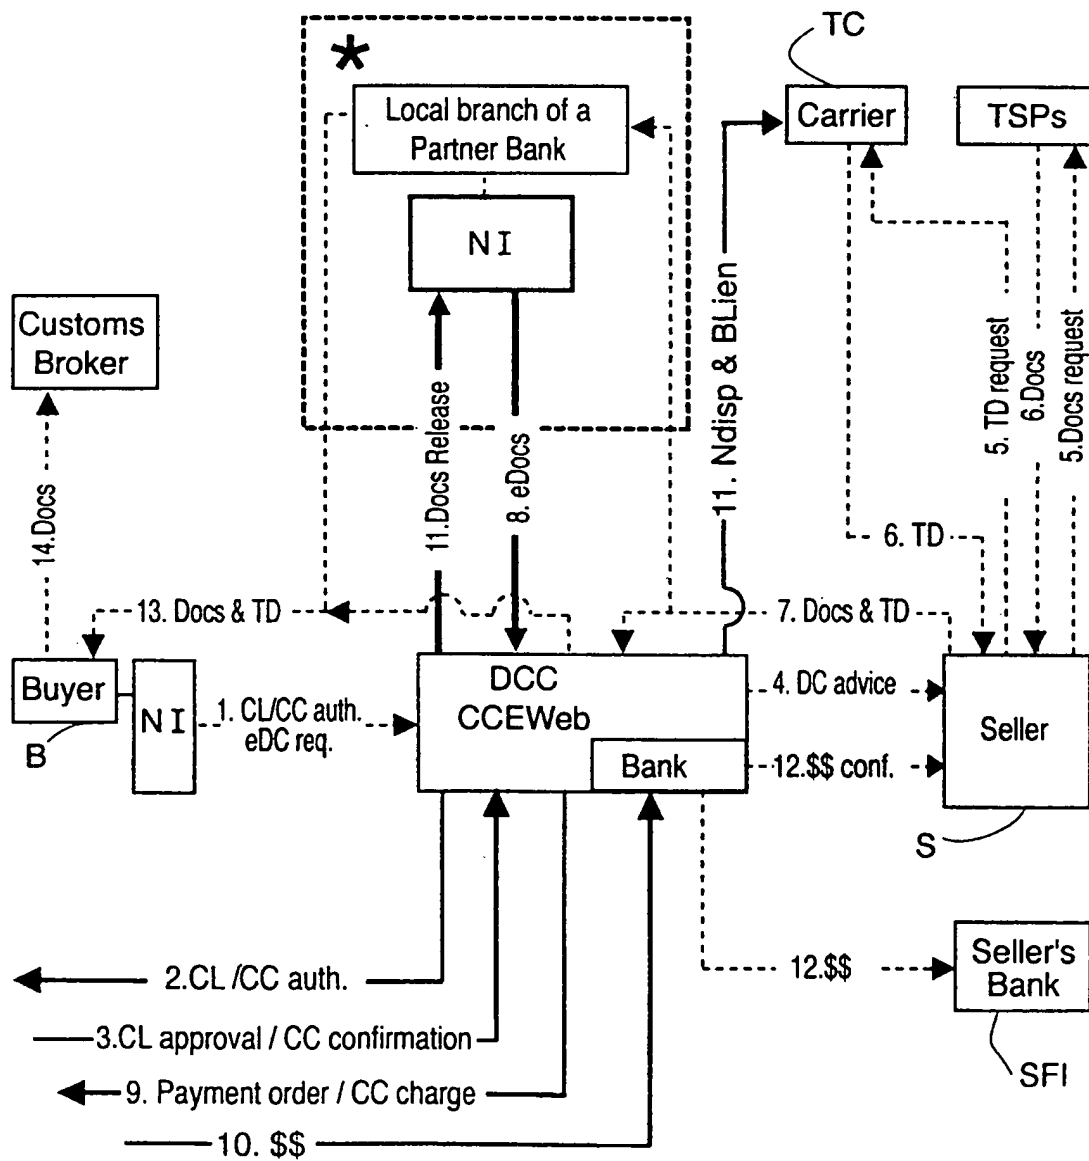 TC
*
Local branch of a
Partner Bank
Carrier
TSPs
NI
Customs
Broker
11.Docs Release
8. eDocs
11. Ndisp & BLien
5. TD request
6.Docs
5.Docs request
14.Docs
6. TD
13. Docs & TD
7. Docs & TD
Buyer
NI
1. CL/CC auth.
eDC req.
DCC
CCEWeb
4. DC advice
Seller
B
Bank
12.$$ conf.
S
2.CL /CC auth.
12.$$
Seller's
Bank
3.CL approval / CC confirmation
SFI
9. Payment order / CC charge
10. $$